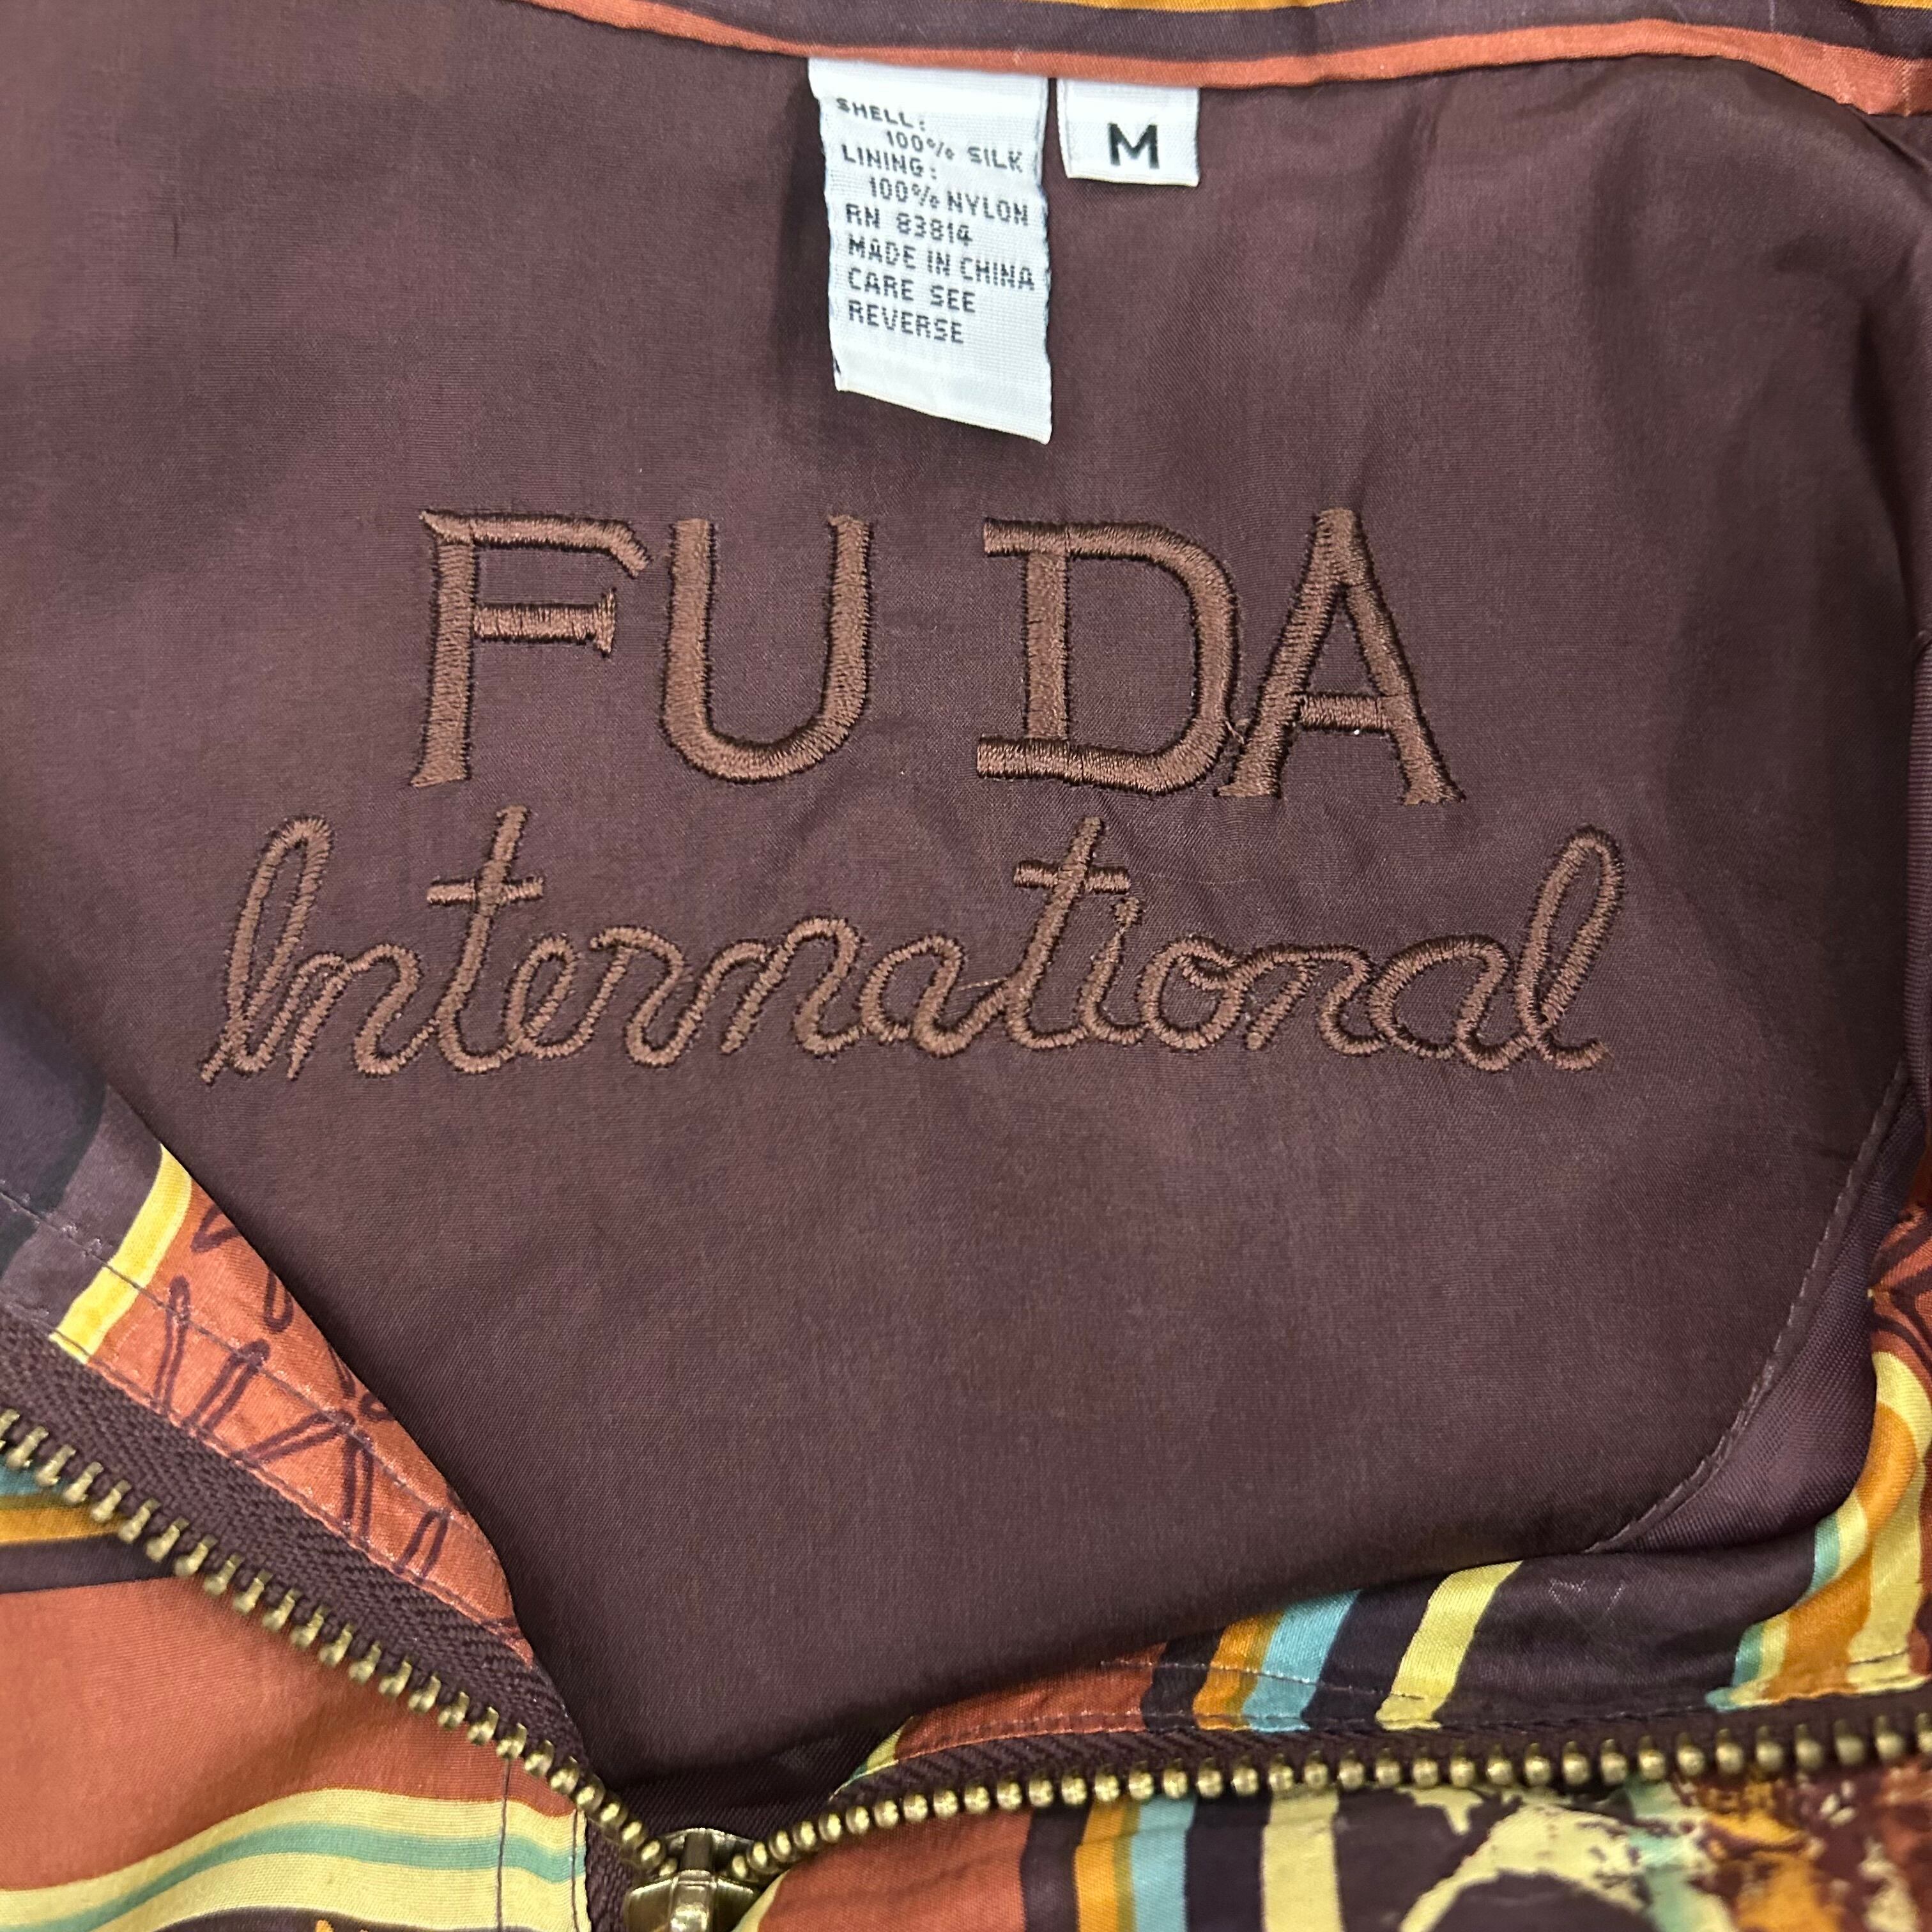 SHELL:
100% SILK
LINING:
100% NYLON
RN 83814
MADE IN CHINA
CARE SEE
REVERSE
M
FU DA
International